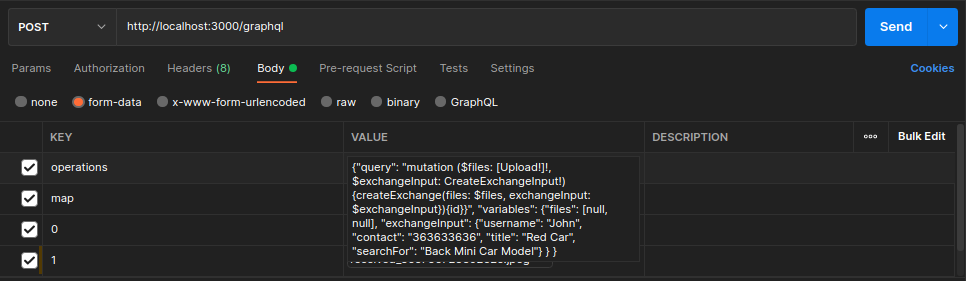 POST
http://localhost:3000/graphql
Send
Params Authorization Headers (8) Body Pre-request Script Tests Settings Cookies
none form-data x-www-form-urlencoded raw binary GraphQL
KEY VALUE DESCRIPTION Bulk Edit
operations
{"query": "mutation ($files: [Upload!]!,
$exchangeInput: CreateExchangeInput!)
{createExchange(files: $files, exchangeInput:
$exchangeInput){id}}", "variables": {"files": [null,
null], "exchangeInput": {"username": "John",
"contact": "363633636", "title": "Red Car",
"searchFor": "Back Mini Car Model"} } }
map
0
1